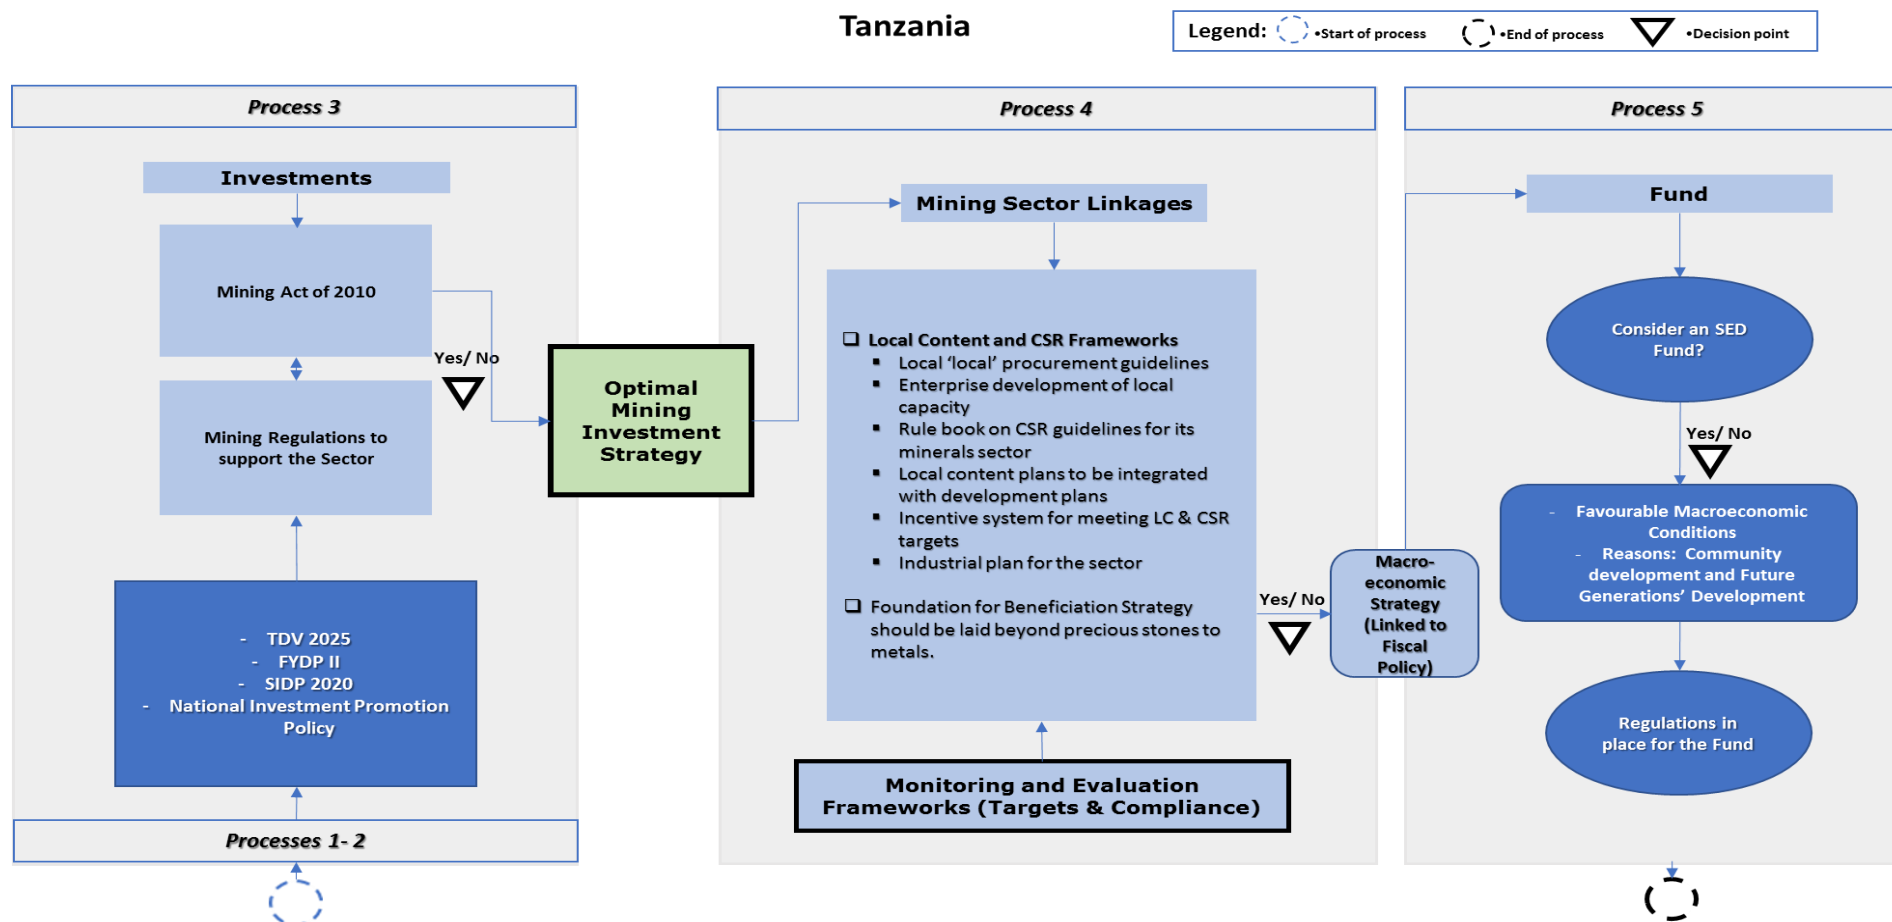 Tanzania
Legend: •Start of process •End of process •Decision point
Process 3
Investments
Mining Act of 2010
Yes/ No
Mining Regulations to
support the Sector
- TDV 2025
- FYDP II
- SIDP 2020
- National Investment Promotion
Policy
Processes 1- 2
Optimal
Mining
Investment
Strategy
Process 4
Mining Sector Linkages
❑ Local Content and CSR Frameworks
▪ Local ‘local’ procurement guidelines
▪ Enterprise development of local
capacity
▪ Rule book on CSR guidelines for its
minerals sector
▪ Local content plans to be integrated
with development plans
▪ Incentive system for meeting LC & CSR
targets
▪ Industrial plan for the sector
❑ Foundation for Beneficiation Strategy
should be laid beyond precious stones to
metals.
Monitoring and Evaluation
Frameworks (Targets & Compliance)
Yes/ No
Macro-
economic
Strategy
(Linked to
Fiscal
Policy)
Process 5
Fund
Consider an SED
Fund?
Yes/ No
- Favourable Macroeconomic
Conditions
- Reasons: Community
development and Future
Generations’ Development
Regulations in
place for the Fund